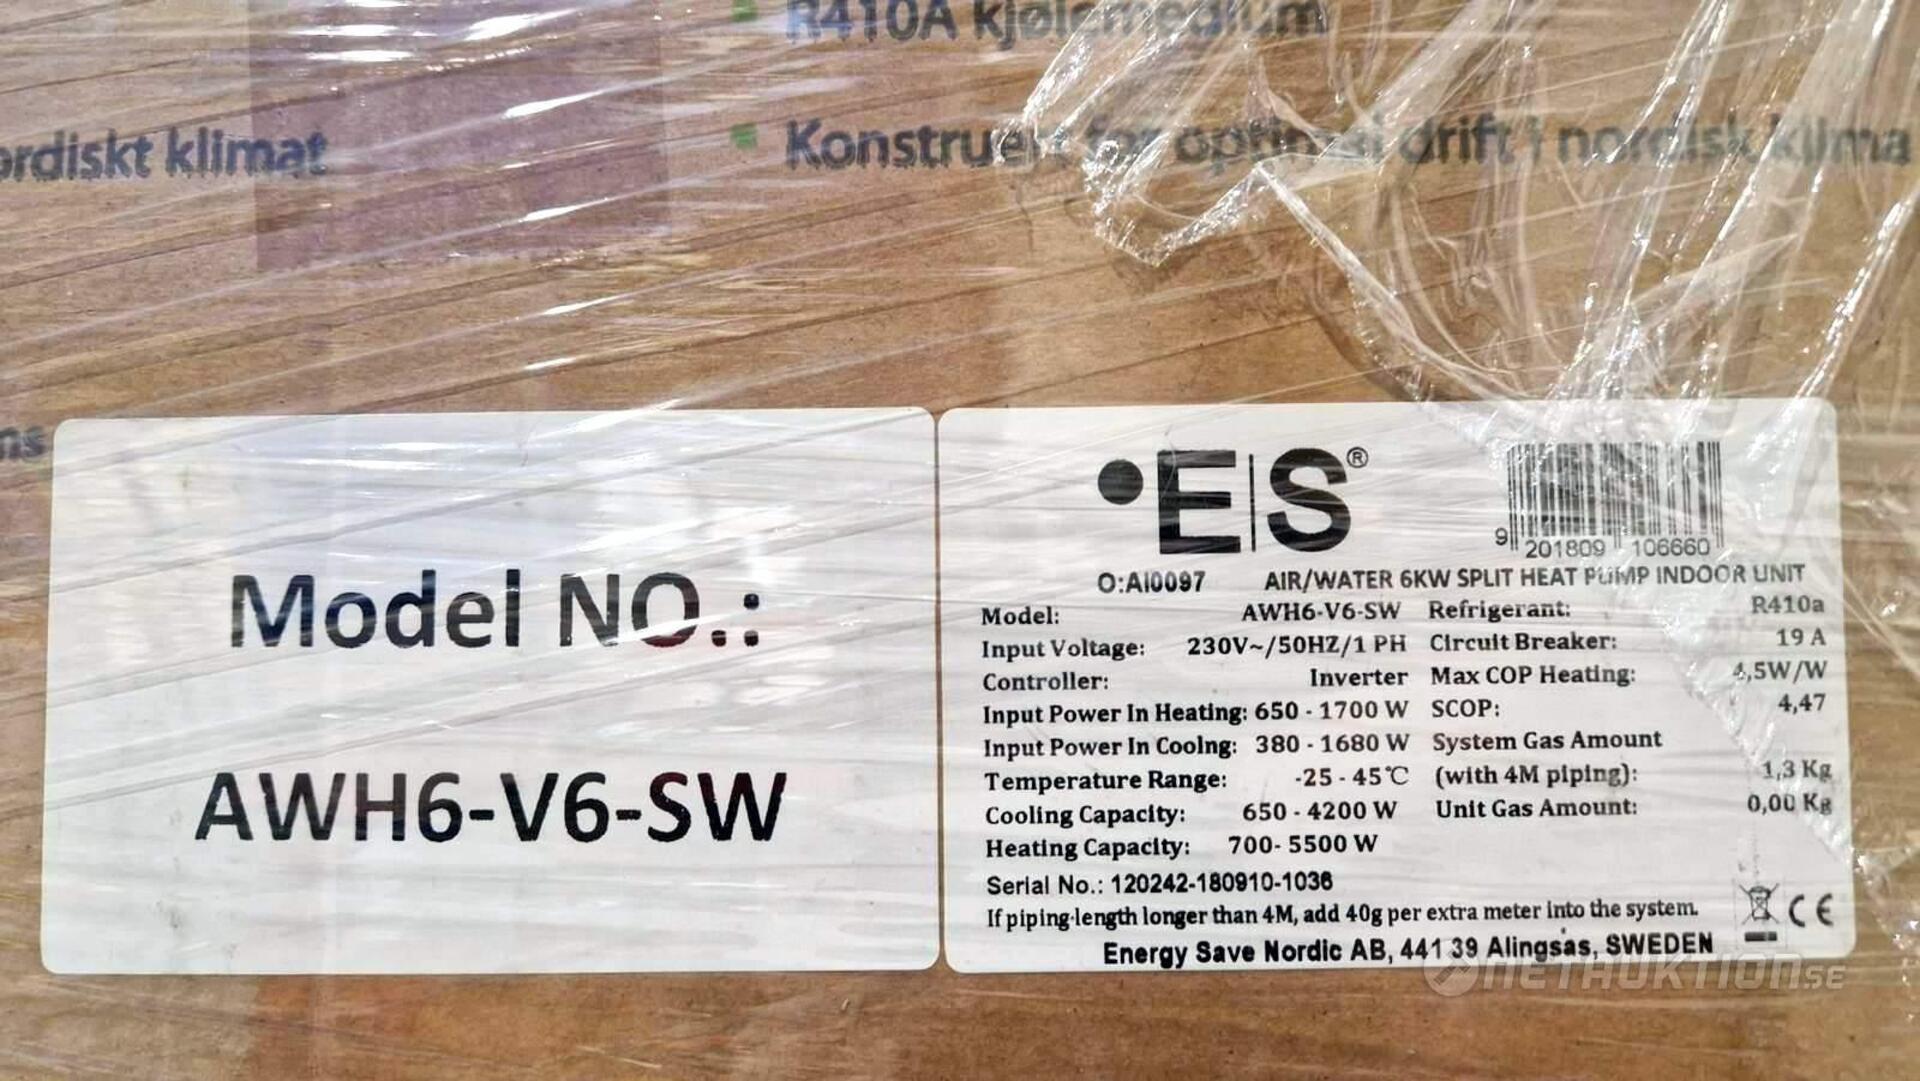 R410A kjølemedium
ordiskt klimat
Konstruert for optimal drift i nordisk klima
ns
Model NO.:
AWH6-V6-SW
E|S®
9 201809 106660
O:AI0097 AIR/WATER 6KW SPLIT HEAT PUMP INDOOR UNIT
Model: AWH6-V6-SW Refrigerant: R410a
Input Voltage: 230V~/50HZ/1 PH Circuit Breaker: 19 A
Controller: Inverter Max COP Heating: 4,5W/W
Input Power In Heating: 650 - 1700 W SCOP: 4,47
Input Power In Coolng: 380 - 1680 W System Gas Amount
Temperature Range: -25 - 45℃ (with 4M piping): 1,3 Kg
Cooling Capacity: 650 - 4200 W Unit Gas Amount: 0,00 Kg
Heating Capacity: 700- 5500 W
Serial No.: 120242-180910-1036
If piping-length longer than 4M, add 40g per extra meter into the system.
CE
Energy Save Nordic AB, 441 39 Alingsås, SWEDEN
NETAUKTION.SE